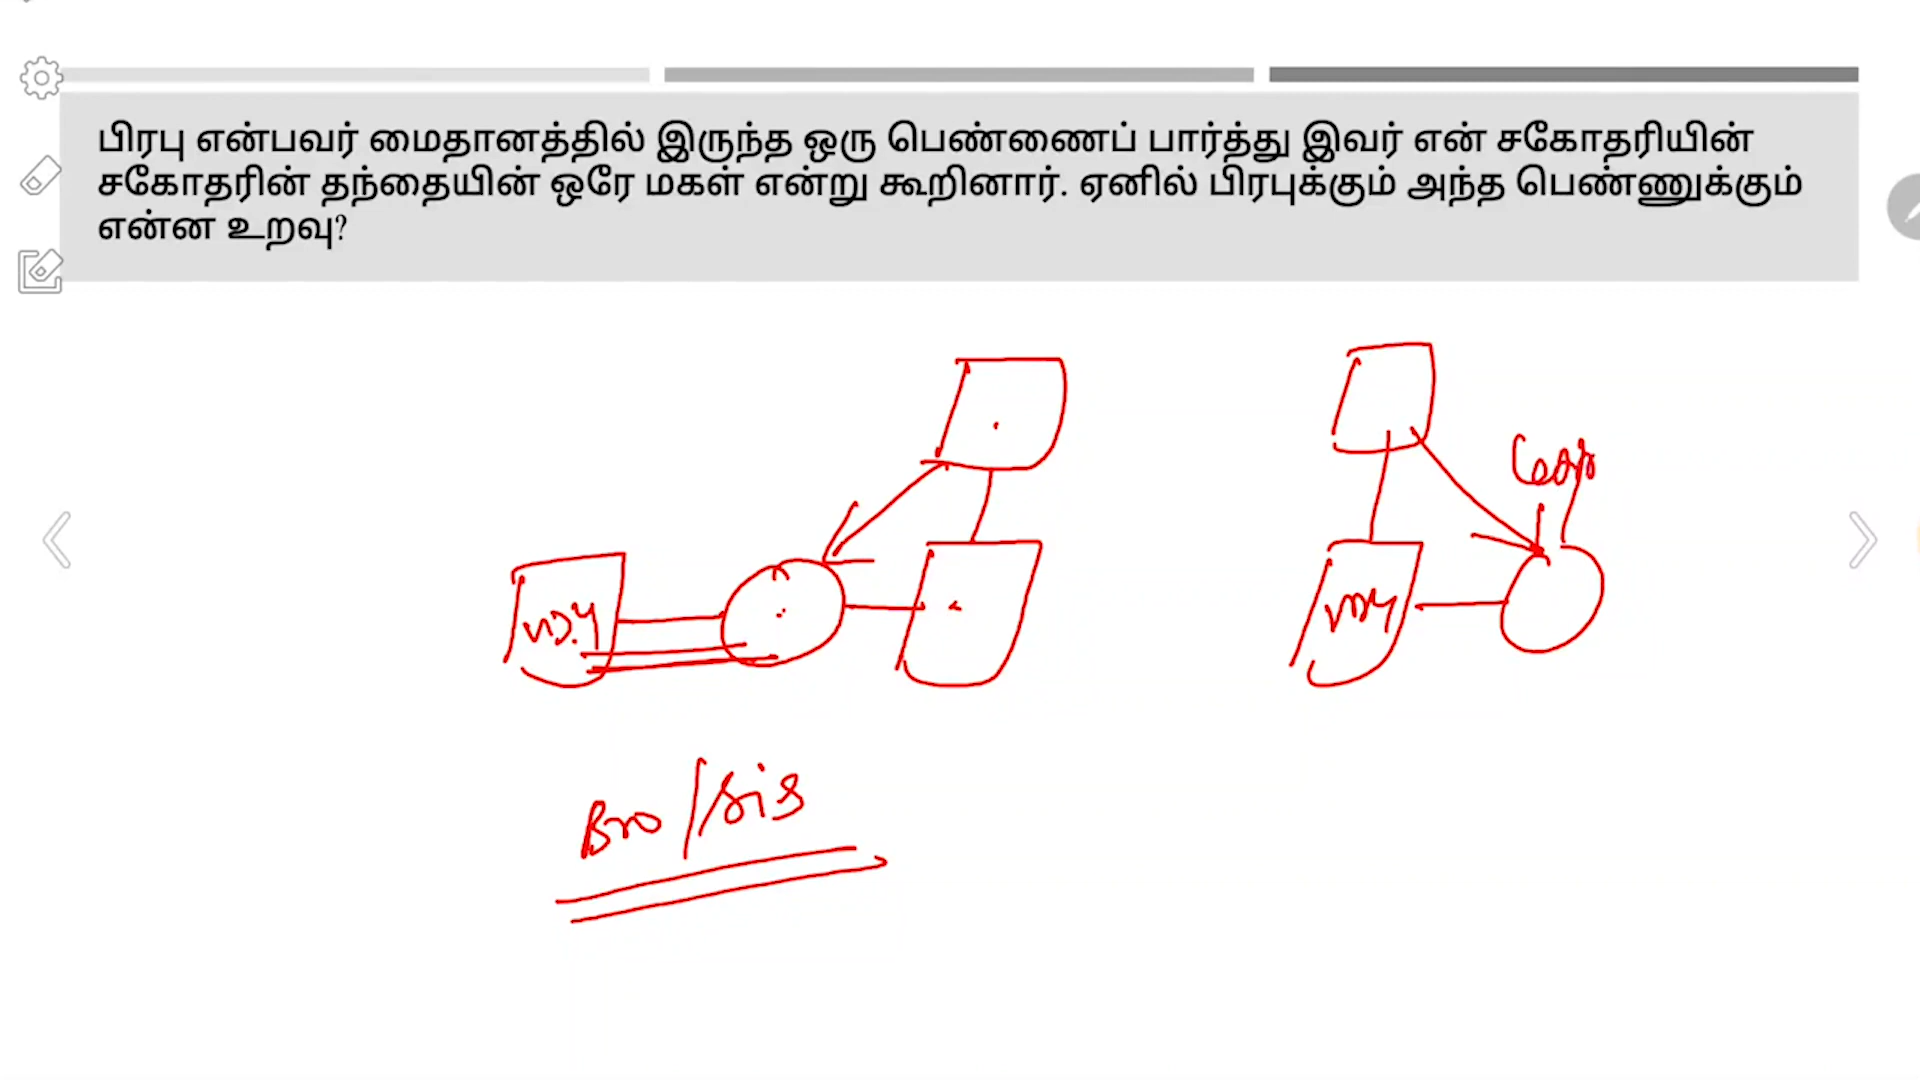 பிரபு என்பவர் மைதானத்தில் இருந்த ஒரு பெண்ணைப் பார்த்து இவர் என் சகோதரியின்
சகோதரின் தந்தையின் ஒரே மகள் என்று கூறினார். ஏனில் பிரபுக்கும் அந்த பெண்ணுக்கும்
என்ன உறவு?
Bro/sis